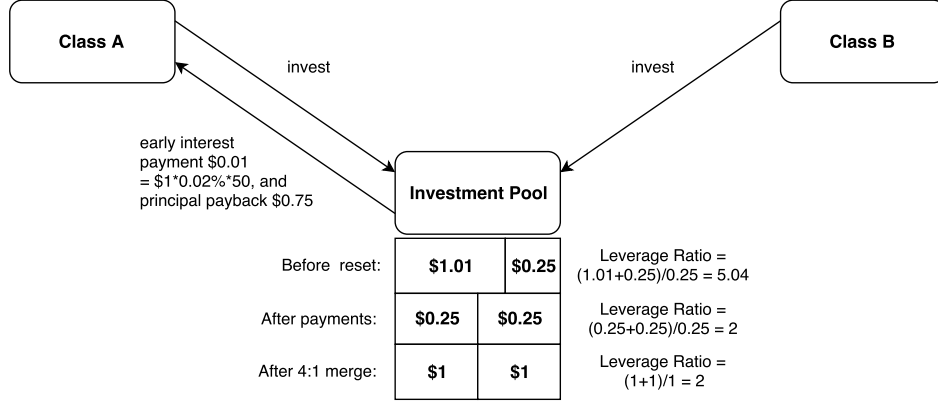 Class A
Class B
invest
invest
early interest
payment $0.01
= $1*0.02%*50, and
principal payback $0.75
Investment Pool
Before reset:
$1.01
$0.25
Leverage Ratio =
(1.01+0.25)/0.25 = 5.04
After payments:
$0.25
$0.25
Leverage Ratio =
(0.25+0.25)/0.25 = 2
After 4:1 merge:
$1
$1
Leverage Ratio =
(1+1)/1 = 2